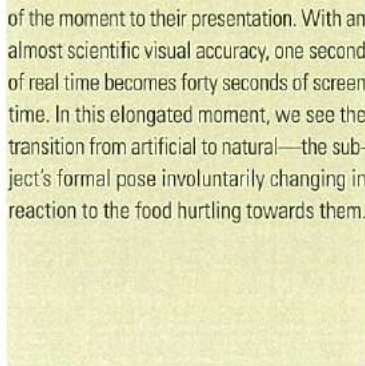 of the moment to their presentation. With an
almost scientific visual accuracy, one second
of real time becomes forty seconds of screen
time. In this elongated moment, we see the
transition from artificial to natural—the sub-
ject's formal pose involuntarily changing in
reaction to the food hurtling towards them.